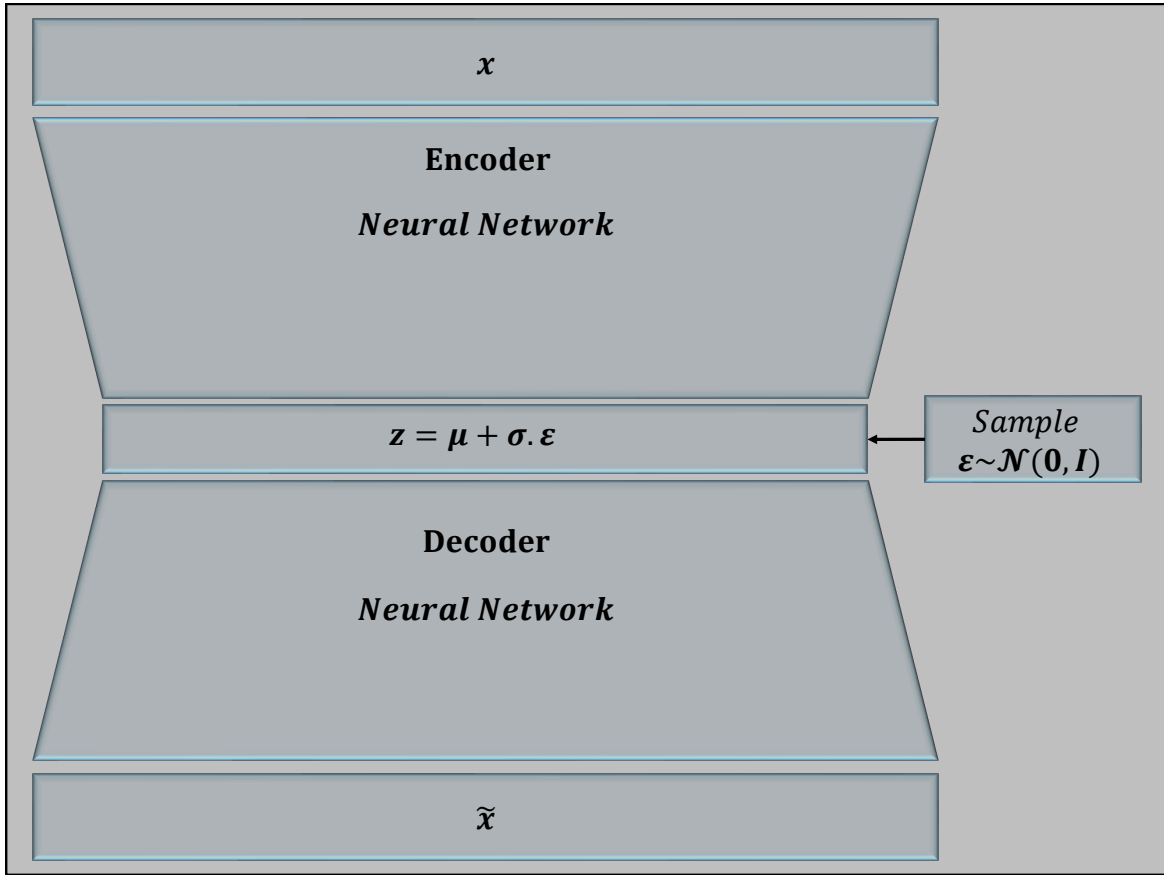 x
Encoder
Neural Network
z = μ + σ. ε
Sample
ε~𝒩(0, I)
Decoder
Neural Network
x̃